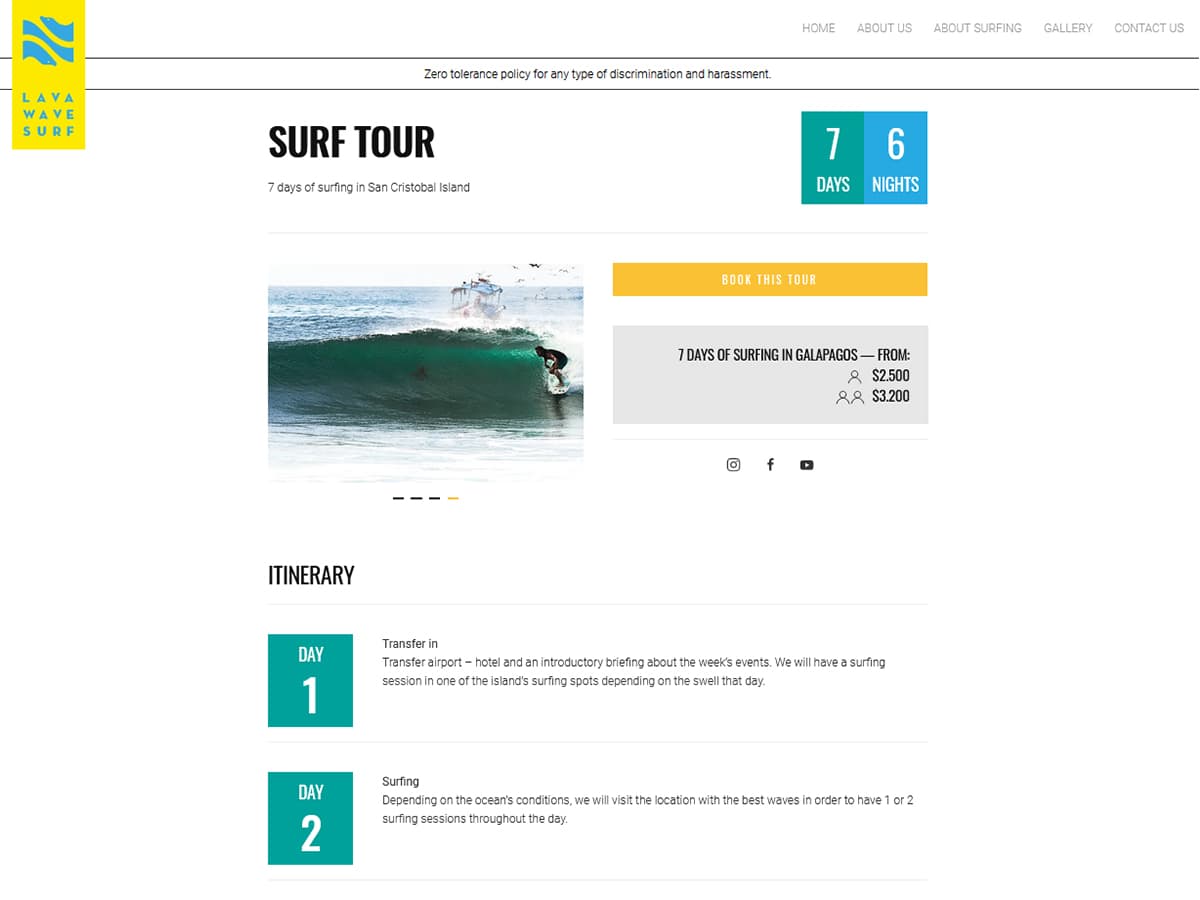 LAVA
WAVE
SURF
HOME ABOUT US ABOUT SURFING GALLERY CONTACT US
Zero tolerance policy for any type of discrimination and harassment.
SURF TOUR
7 days of surfing in San Cristobal Island
7
DAYS
6
NIGHTS
BOOK THIS TOUR
7 DAYS OF SURFING IN GALAPAGOS — FROM:
$2.500
$3.200
ITINERARY
DAY
1
Transfer in
Transfer airport – hotel and an introductory briefing about the week's events. We will have a surfing
session in one of the island's surfing spots depending on the swell that day.
DAY
2
Surfing
Depending on the ocean's conditions, we will visit the location with the best waves in order to have 1 or 2
surfing sessions throughout the day.